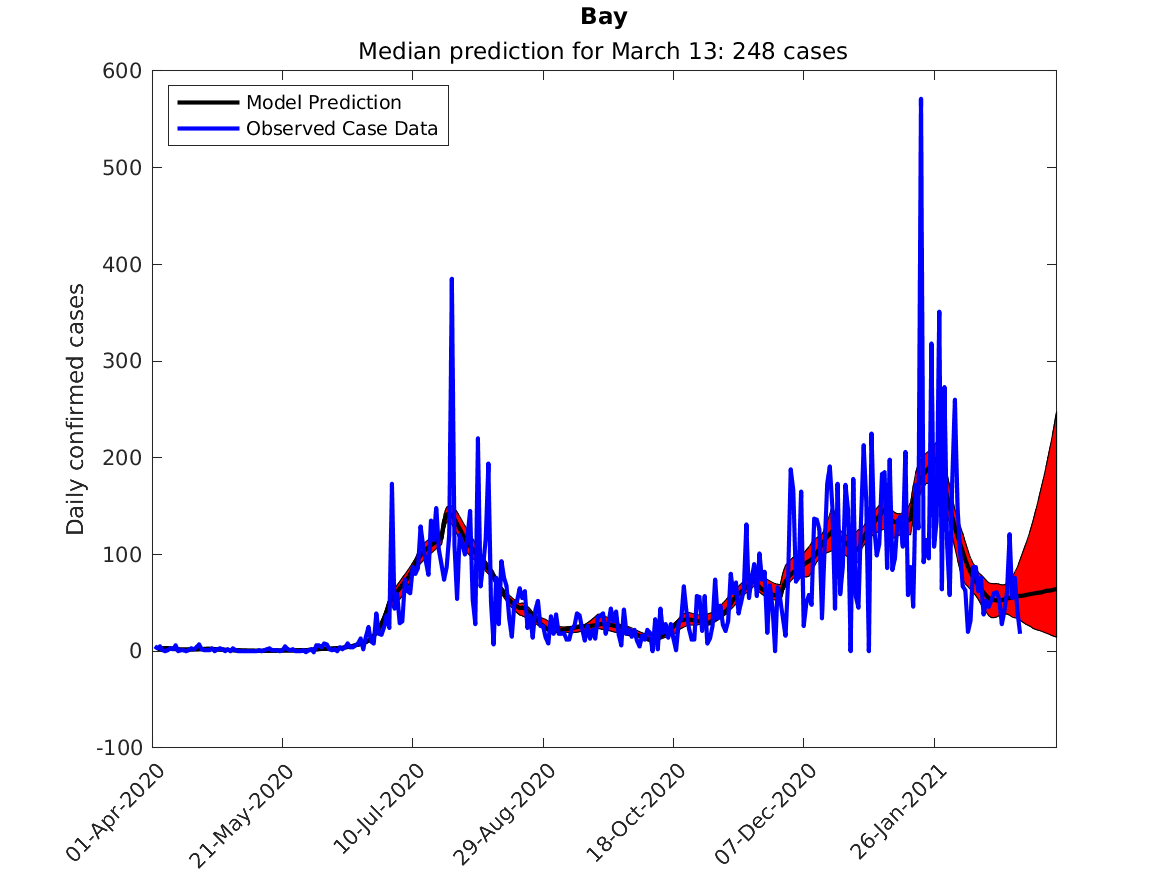 Bay
Median prediction for March 13: 248 cases
Model Prediction
Observed Case Data
Daily confirmed cases
600
500
400
300
200
100
0
-100
01-Apr-2020
21-May-2020
10-Jul-2020
29-Aug-2020
18-Oct-2020
07-Dec-2020
26-Jan-2021